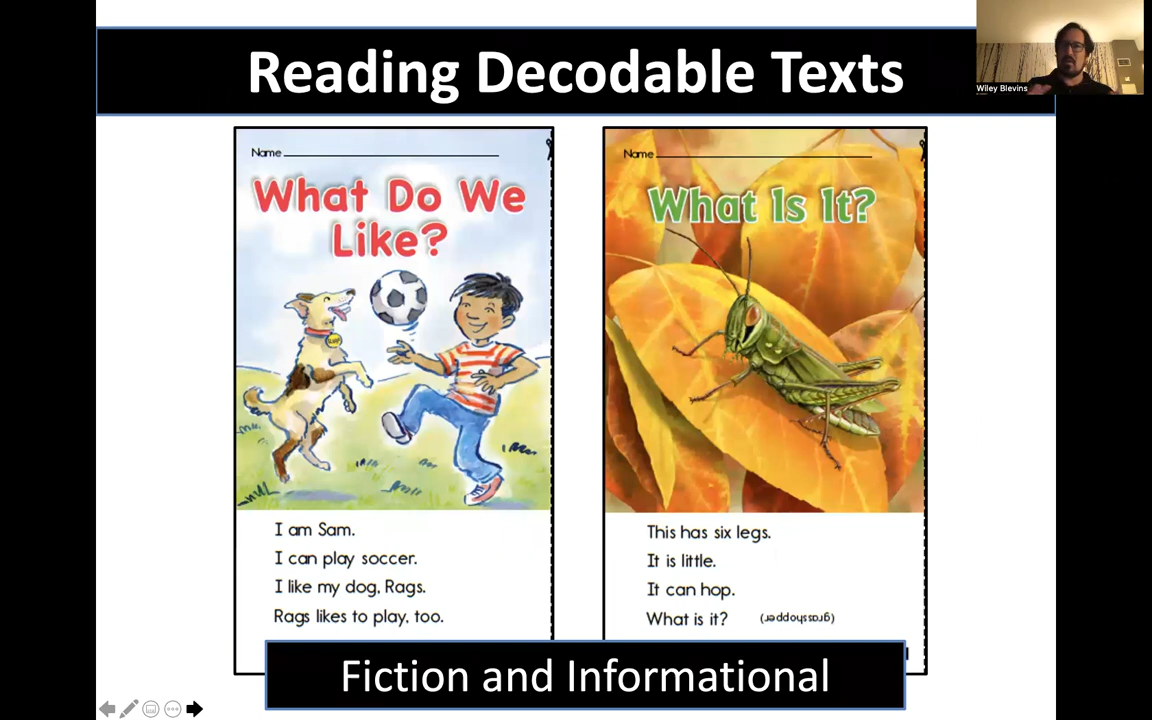 Reading Decodable Texts
Wiley Blevins
Name
What Do We
Like?
I am Sam.
I can play soccer.
I like my dog, Rags.
Rags likes to play, too.
Name
What Is It?
This has six legs.
It is little.
It can hop.
What is it? (grasshopper)
Fiction and Informational